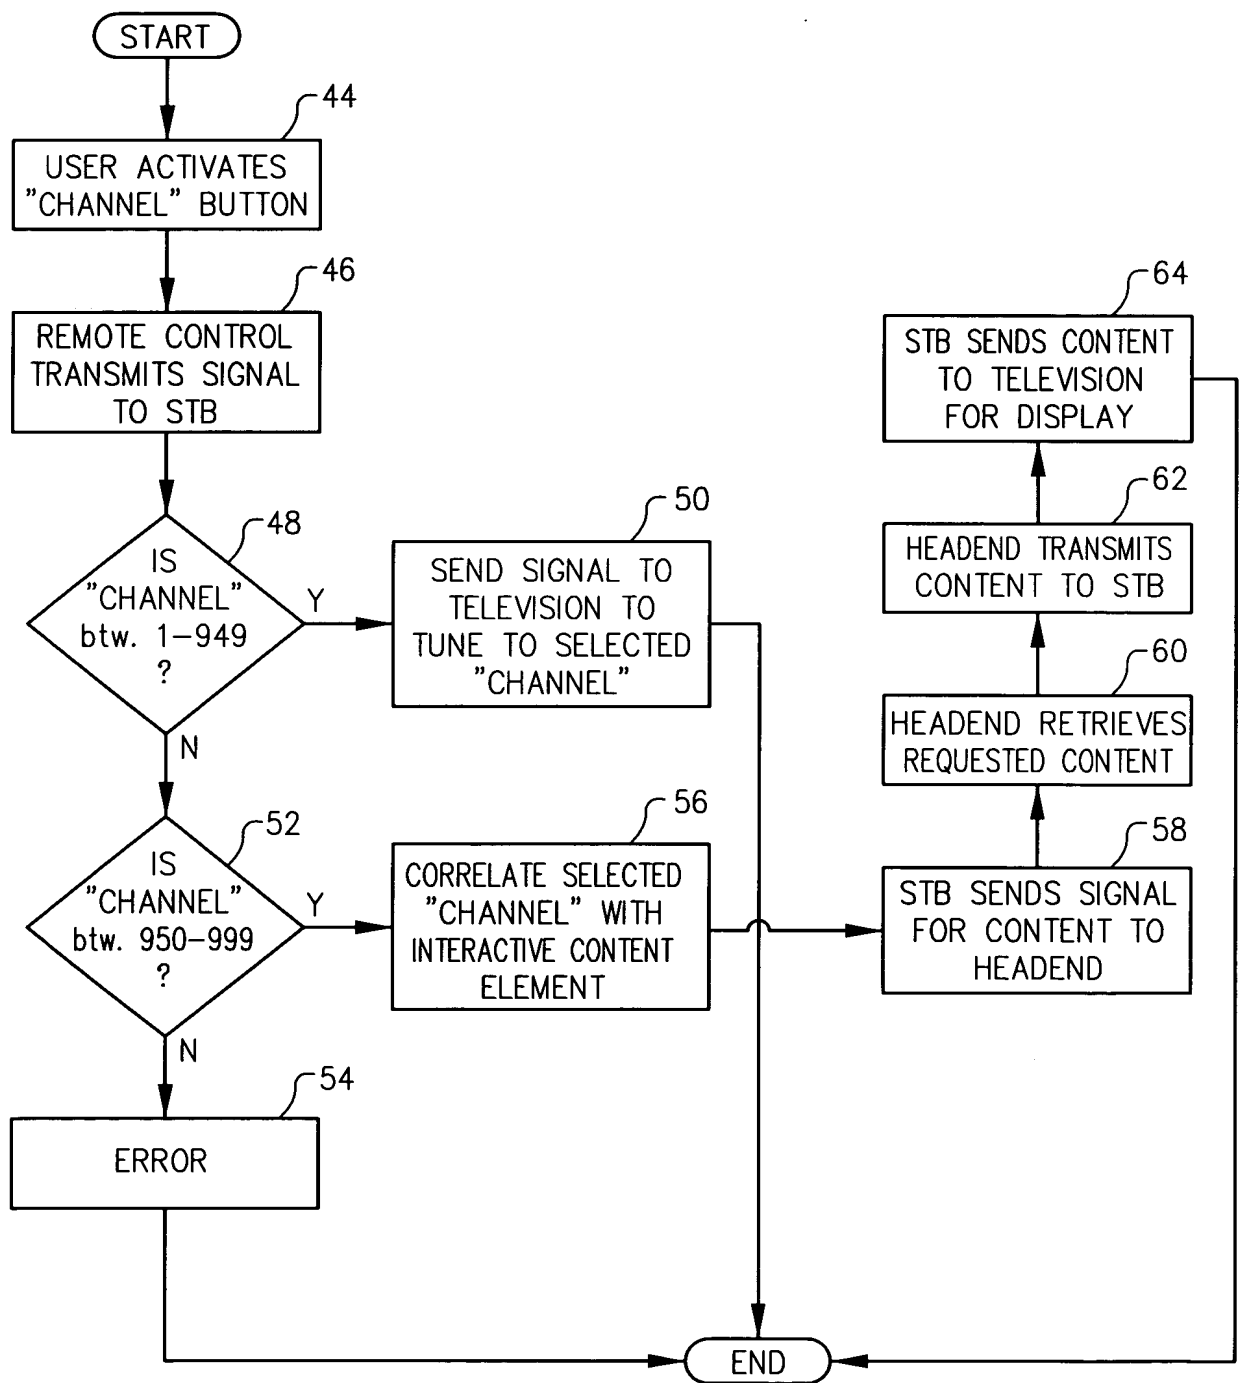 START
44
USER ACTIVATES
"CHANNEL" BUTTON
46
REMOTE CONTROL
TRANSMITS SIGNAL
TO STB
48
IS
"CHANNEL"
btw. 1-949
?
Y
N
50
SEND SIGNAL TO
TELEVISION TO
TUNE TO SELECTED
"CHANNEL"
52
IS
"CHANNEL"
btw. 950-999
?
Y
N
54
ERROR
56
CORRELATE SELECTED
"CHANNEL" WITH
INTERACTIVE CONTENT
ELEMENT
58
STB SENDS SIGNAL
FOR CONTENT TO
HEADEND
60
HEADEND RETRIEVES
REQUESTED CONTENT
62
HEADEND TRANSMITS
CONTENT TO STB
64
STB SENDS CONTENT
TO TELEVISION
FOR DISPLAY
END